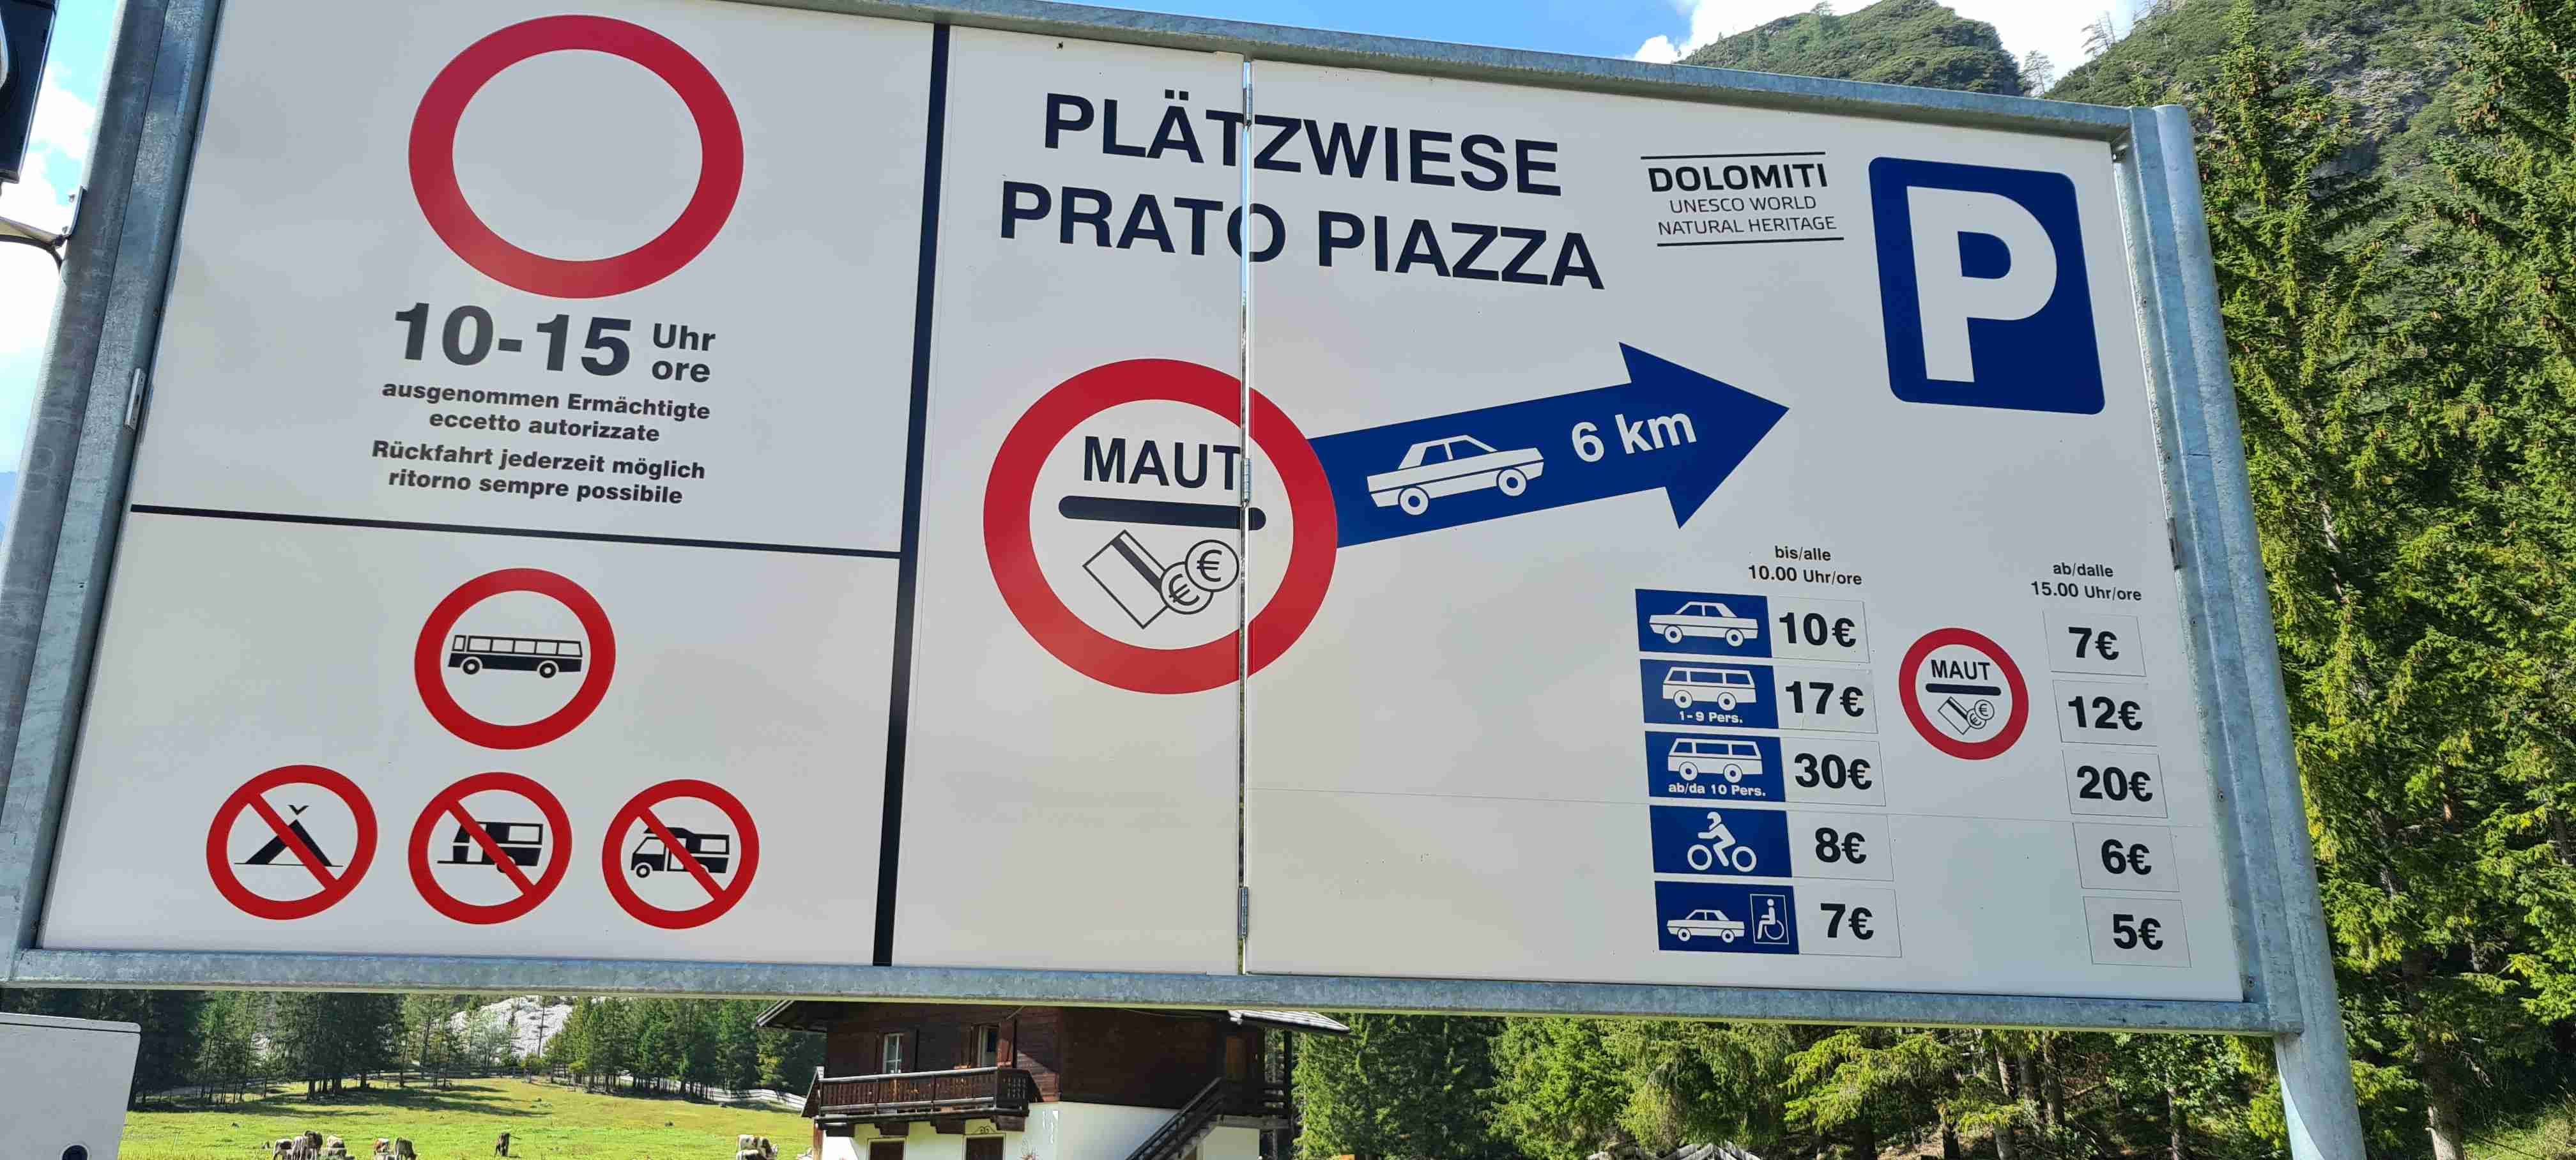 10-15 Uhr
ore
ausgenommen Ermächtigte
eccetto autorizzate
Rückfahrt jederzeit möglich
ritorno sempre possibile
PLÄTZWIESE
PRATO PIAZZA
DOLOMITI
UNESCO WORLD
NATURAL HERITAGE
P
MAUT
€
€
6 km
bis/alle
10.00 Uhr/ore
ab/dalle
15.00 Uhr/ore
10€
7€
1-9 Pers.
17€
12€
ab/da 10 Pers.
30€
20€
8€
6€
7€
5€
MAUT
€
€